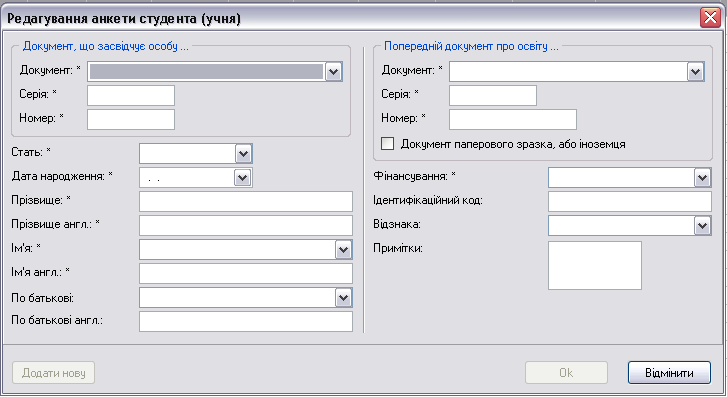 Редагування анкети студента (учня)
Документ, що засвідчує особу ...
Документ: *
Серія: *
Номер: *
Стать: *
Дата народження: *
. .
Прізвище: *
Прізвище англ.: *
Ім'я: *
Ім'я англ.: *
По батькові:
По батькові англ.:
Попередній документ про освіту ...
Документ: *
Серія: *
Номер: *
Документ паперового зразка, або іноземця
Фінансування: *
Ідентифікаційний код:
Відзнака:
Примітки:
Додати нову
Ok
Відмінити